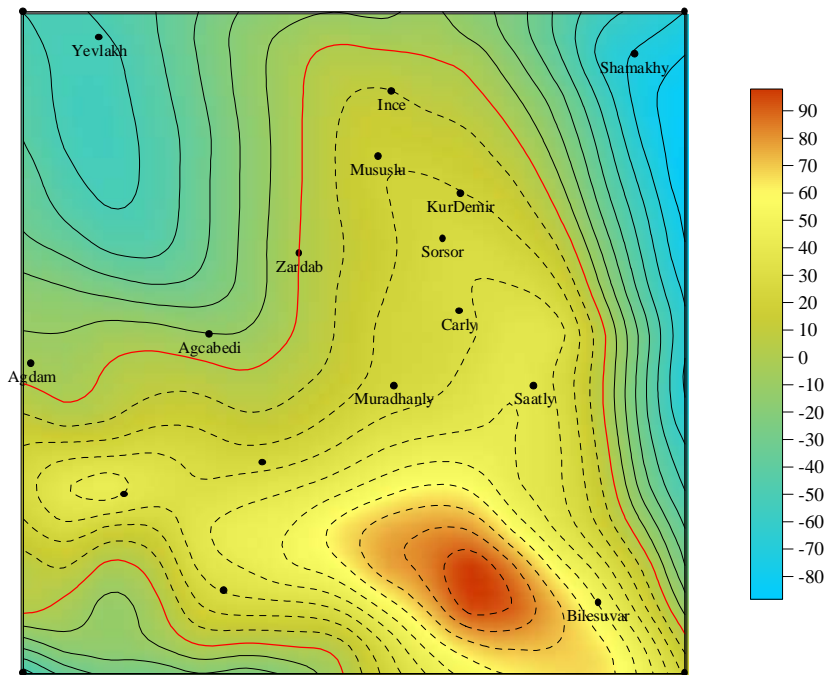 Yevlakh
Shamakhy
Ince
Mususlu
KurDemir
Sorsor
Zardab
Carly
Agcabedi
Agdam
Muradhanly
Saatly
Bilesuvar
90
80
70
60
50
40
30
20
10
0
-10
-20
-30
-40
-50
-60
-70
-80